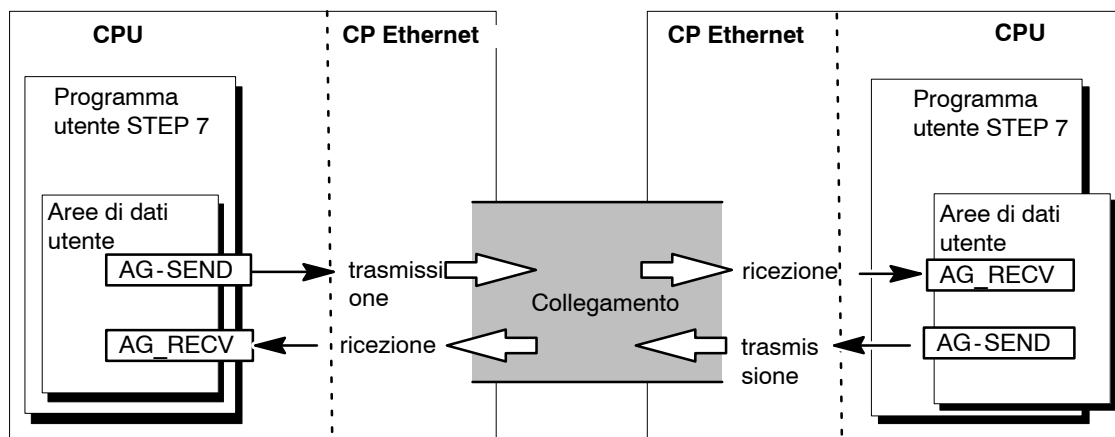 CPU
CP Ethernet
CP Ethernet
CPU
Programma
utente STEP 7
Programma
utente STEP 7
Aree di dati
utente
Aree di dati
utente
AG-SEND
trasmissi
one
ricezione
AG_RECV
Collegamento
AG_RECV
ricezione
trasmis
sione
AG-SEND